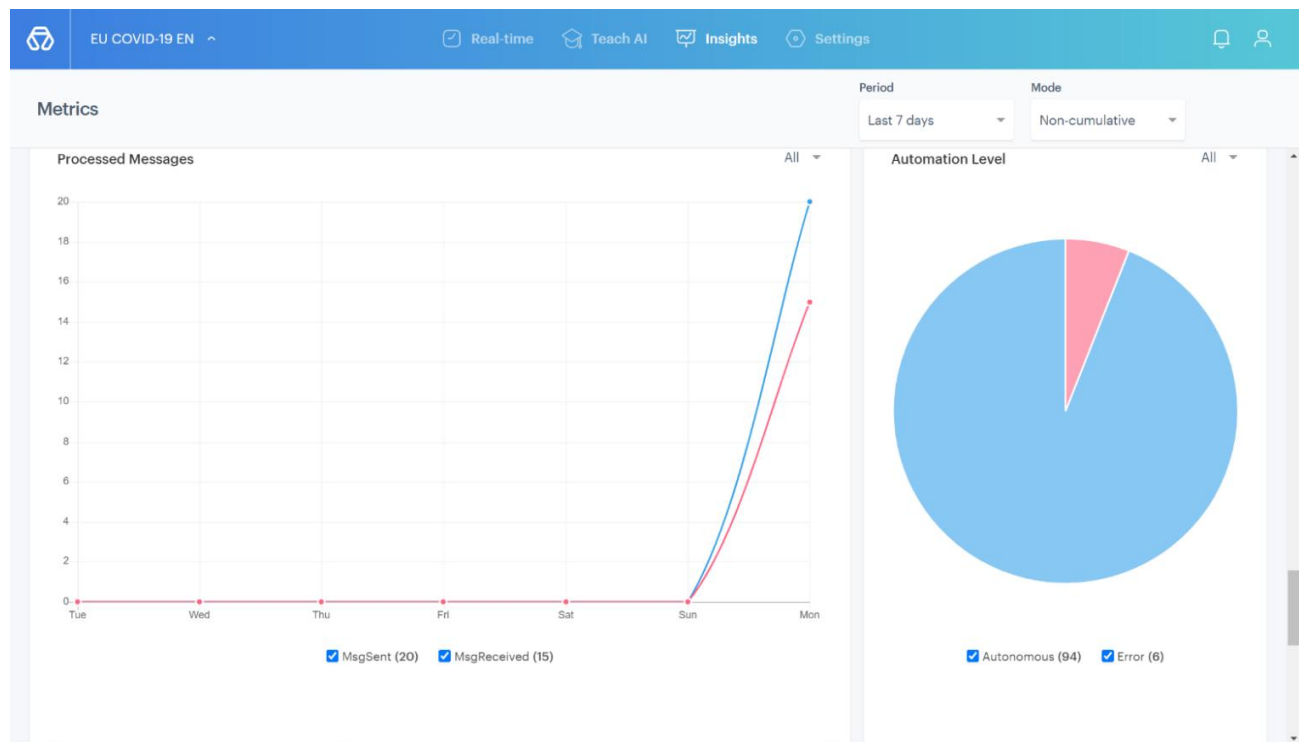 EU COVID-19 EN
Real-time Teach AI Insights Settings
Metrics
Period
Last 7 days
Mode
Non-cumulative
Processed Messages
All
20
18
16
14
12
10
8
6
4
2
0
Tue Wed Thu Fri Sat Sun Mon
MsgSent (20) MsgReceived (15)
Automation Level
All
Autonomous (94) Error (6)